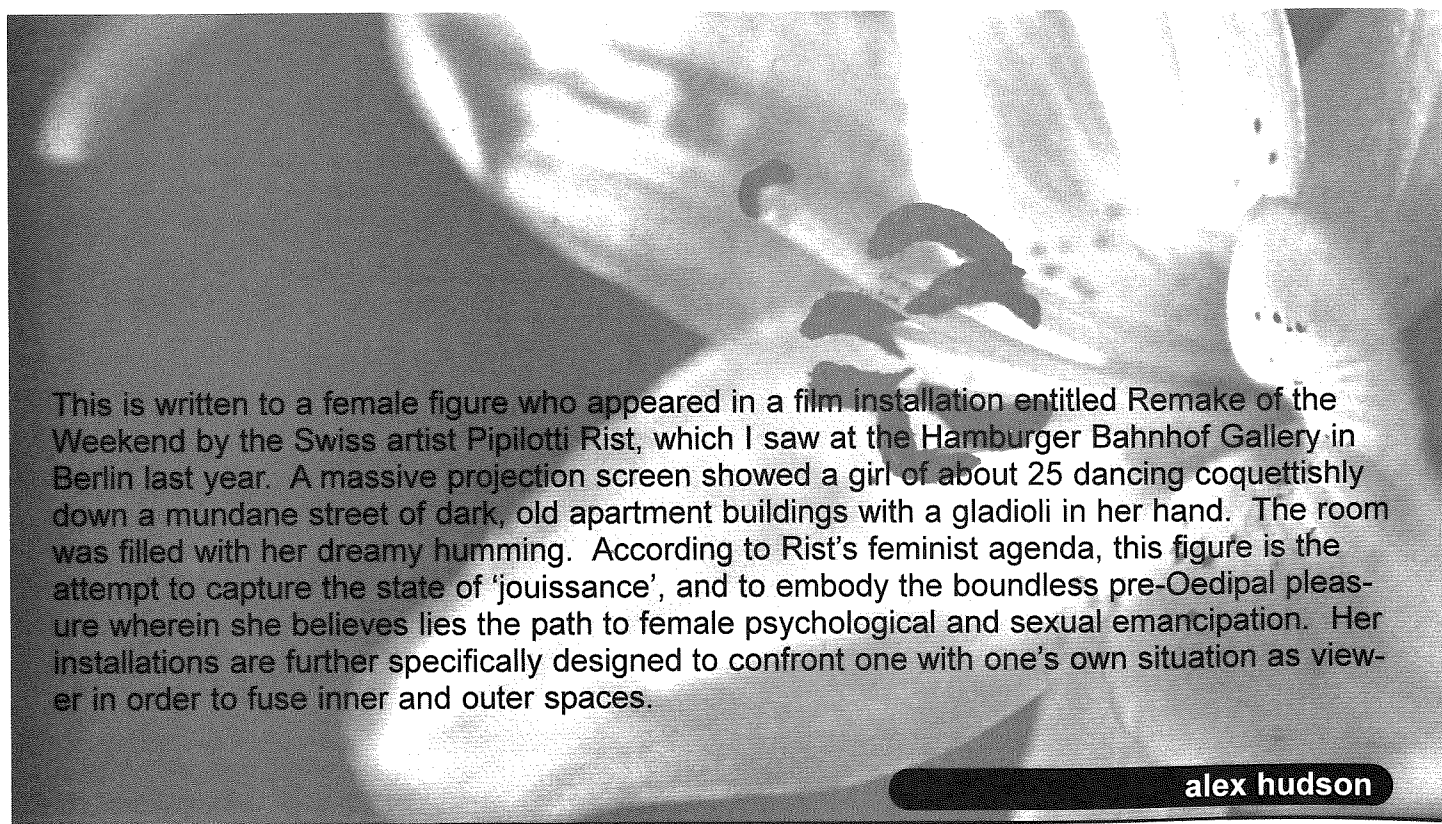 This is written to a female figure who appeared in a film installation entitled Remake of the
Weekend by the Swiss artist Pipilotti Rist, which I saw at the Hamburger Bahnhof Gallery in
Berlin last year.  A massive projection screen showed a girl of about 25 dancing coquettishly
down a mundane street of dark, old apartment buildings with a gladioli in her hand.  The room
was filled with her dreamy humming.  According to Rist's feminist agenda, this figure is the
attempt to capture the state of 'jouissance', and to embody the boundless pre-Oedipal pleas-
ure wherein she believes lies the path to female psychological and sexual emancipation.  Her
installations are further specifically designed to confront one with one's own situation as view-
er in order to fuse inner and outer spaces.
alex hudson